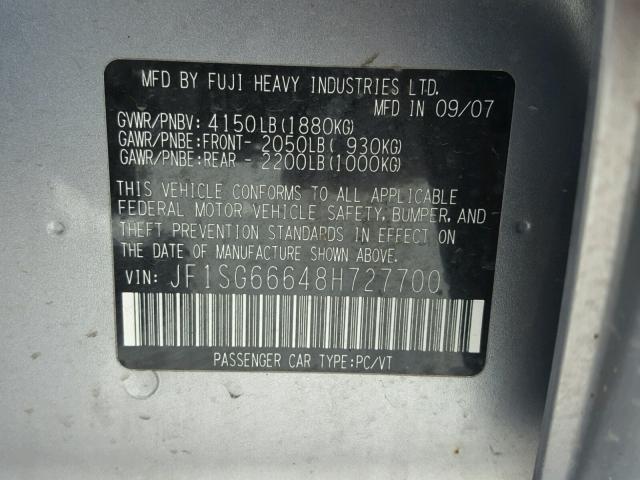 MFD BY FUJI HEAVY INDUSTRIES LTD.
MFD IN 09/07
GVWR/PNBV: 4150LB(1880KG)
GAWR/PNBE:FRONT- 2050LB( 930KG)
GAWR/PNBE:REAR - 2200LB(1000KG)
THIS VEHICLE CONFORMS TO ALL APPLICABLE
FEDERAL MOTOR VEHICLE SAFETY, BUMPER, AND
THEFT PREVENTION STANDARDS IN EFFECT ON
THE DATE OF MANUFACTURE SHOWN ABOVE.
VIN: JF1SG66648H727700
PASSENGER CAR TYPE:PC/VT